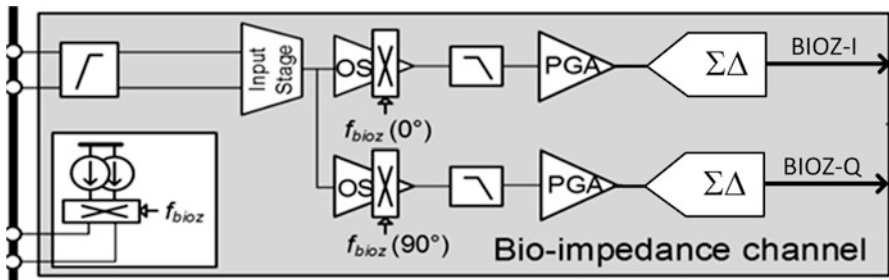 Input
Stage
OS
f_bioz (0°)
PGA
ΣΔ
BIOZ-I
f_bioz
OS
f_bioz (90°)
PGA
ΣΔ
BIOZ-Q
Bio-impedance channel